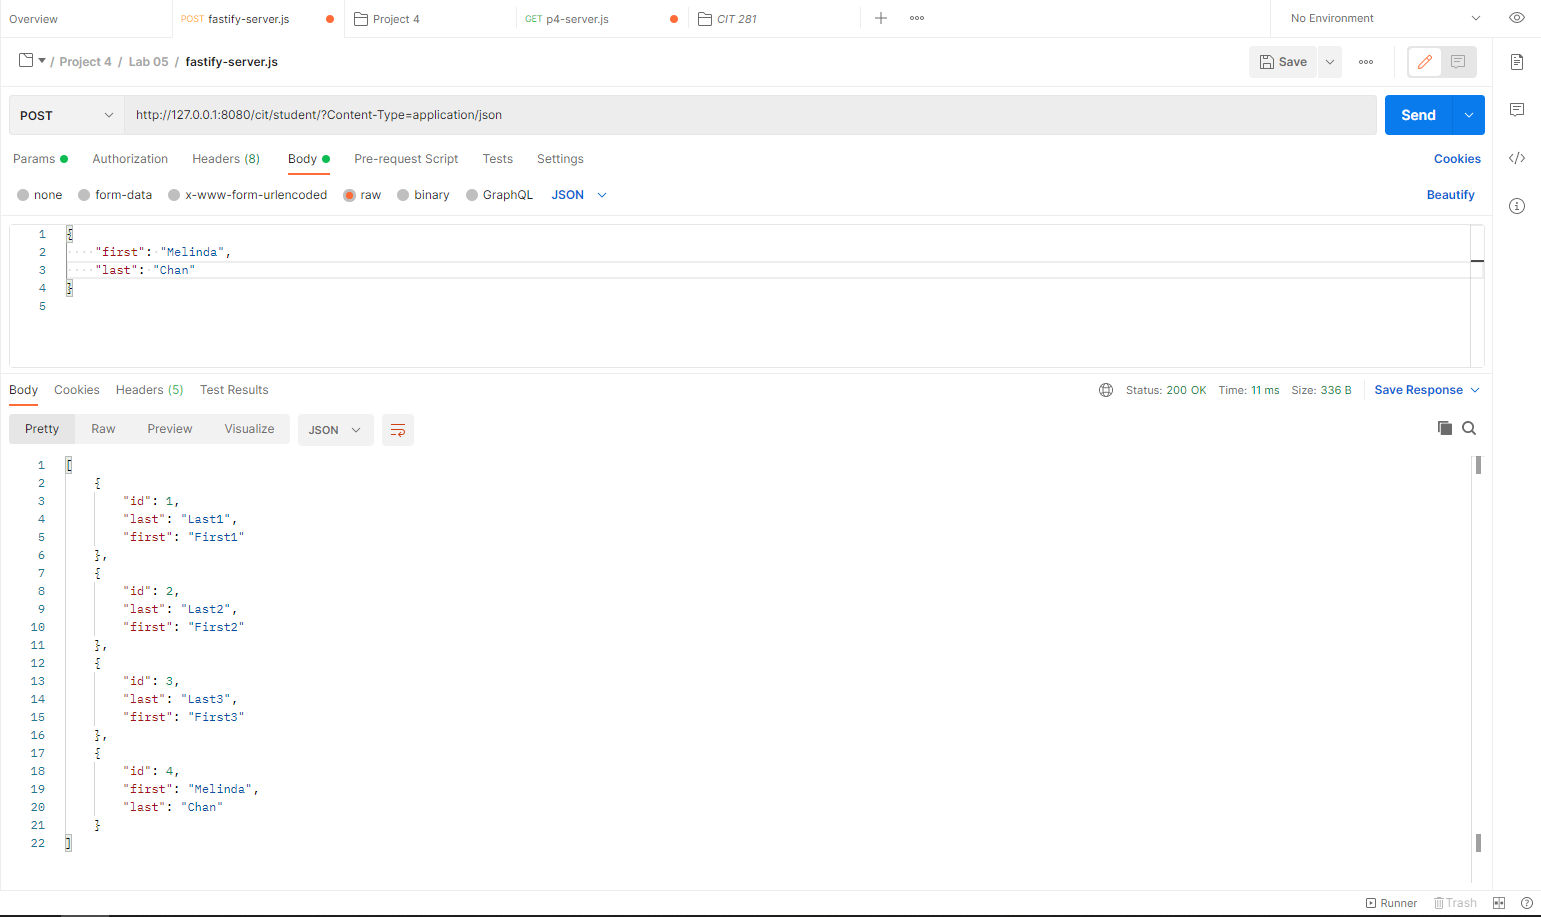 Overview POST fastify-server.js Project 4 GET p4-server.js CIT 281 No Environment
/ Project 4 / Lab 05 / fastify-server.js Save
POST http://127.0.0.1:8080/cit/student/?Content-Type=application/json Send
Params Authorization Headers (8) Body Pre-request Script Tests Settings Cookies
none form-data x-www-form-urlencoded raw binary GraphQL JSON Beautify
1 {
2 "first": "Melinda",
3 "last": "Chan"
4 }
5
Body Cookies Headers (5) Test Results Status: 200 OK Time: 11 ms Size: 336 B Save Response
Pretty Raw Preview Visualize JSON
1 [
2 {
3 "id": 1,
4 "last": "Last1",
5 "first": "First1"
6 },
7 {
8 "id": 2,
9 "last": "Last2",
10 "first": "First2"
11 },
12 {
13 "id": 3,
14 "last": "Last3",
15 "first": "First3"
16 },
17 {
18 "id": 4,
19 "first": "Melinda",
20 "last": "Chan"
21 }
22 ]
Runner Trash